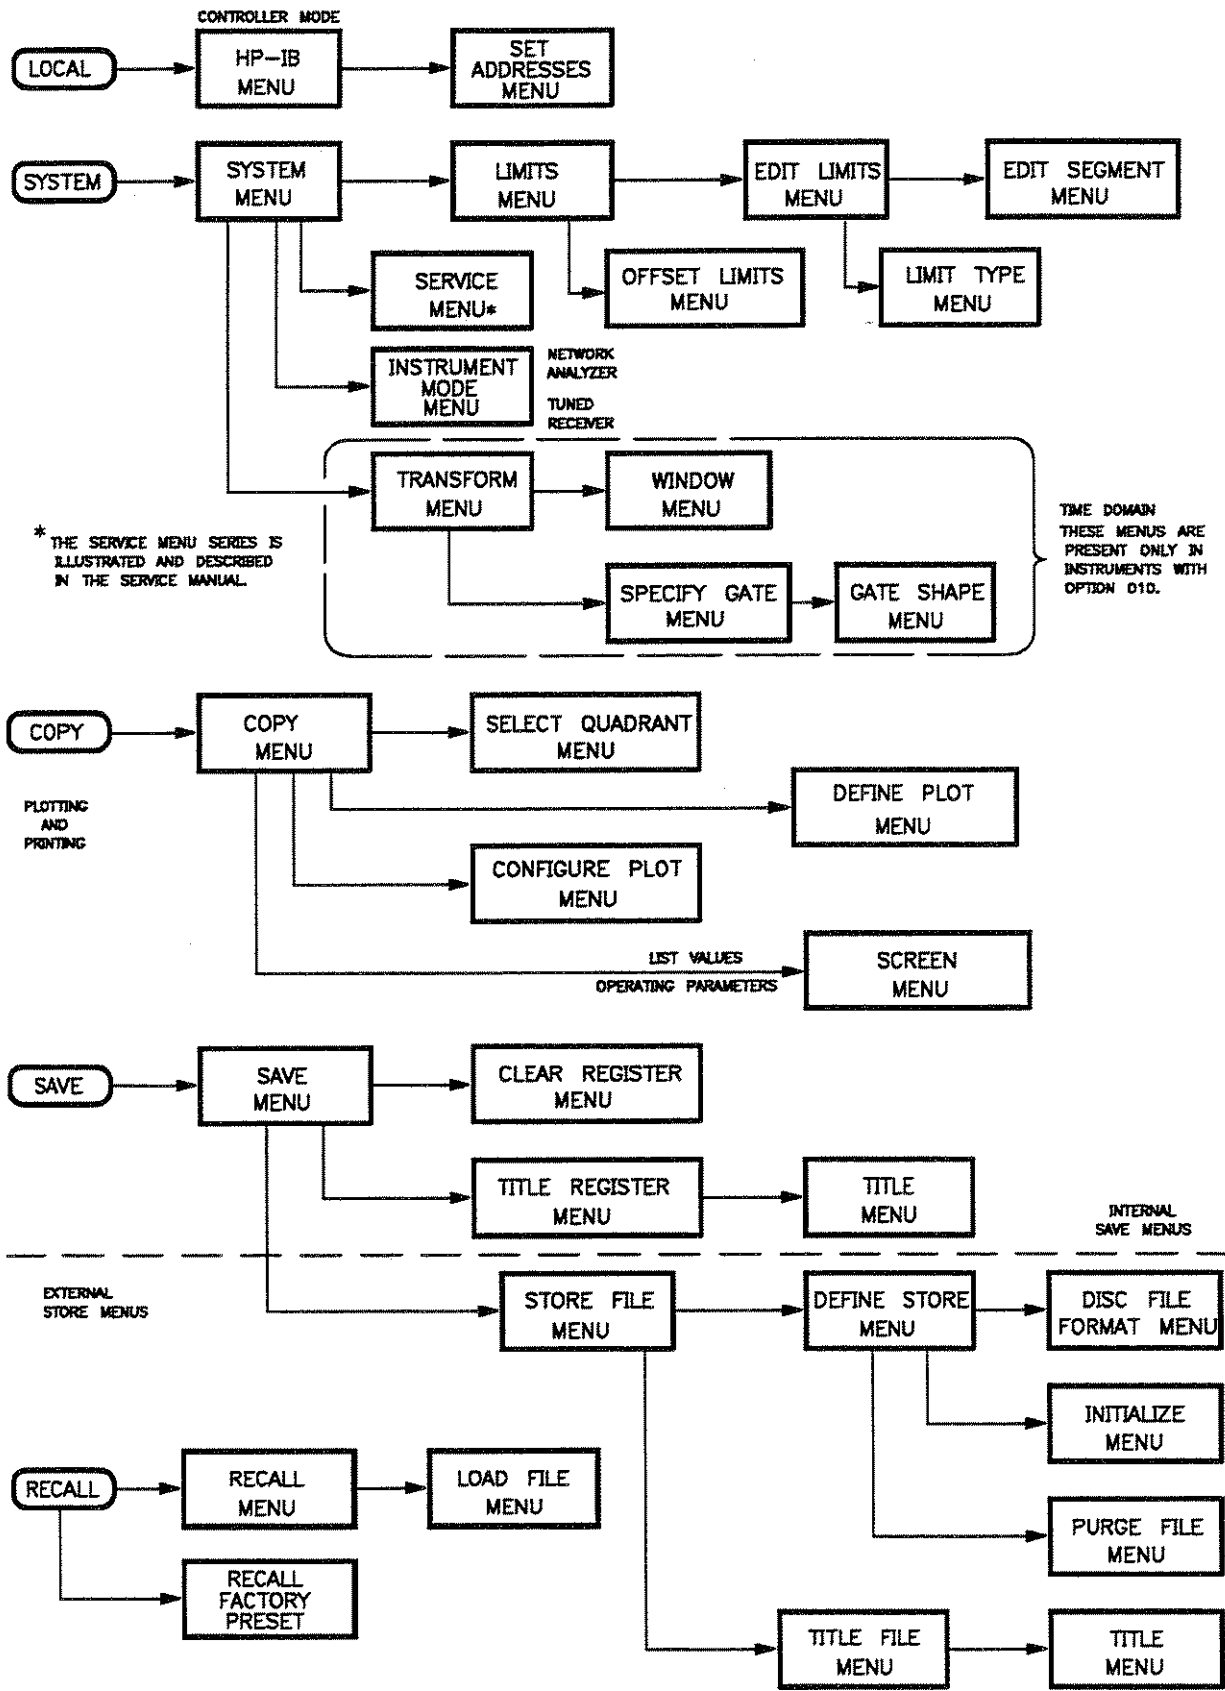 CONTROLLER MODE
LOCAL
HP-IB
MENU
SET
ADDRESSES
MENU
SYSTEM
SYSTEM
MENU
LIMITS
MENU
EDIT LIMITS
MENU
EDIT SEGMENT
MENU
SERVICE
MENU*
OFFSET LIMITS
MENU
LIMIT TYPE
MENU
INSTRUMENT
MODE
MENU
NETWORK
ANALYZER
TUNED
RECEIVER
TRANSFORM
MENU
WINDOW
MENU
* THE SERVICE MENU SERIES IS
ILLUSTRATED AND DESCRIBED
IN THE SERVICE MANUAL.
SPECIFY GATE
MENU
GATE SHAPE
MENU
TIME DOMAIN
THESE MENUS ARE
PRESENT ONLY IN
INSTRUMENTS WITH
OPTION 010.
COPY
COPY
MENU
SELECT QUADRANT
MENU
PLOTTING
AND
PRINTING
DEFINE PLOT
MENU
CONFIGURE PLOT
MENU
LIST VALUES
OPERATING PARAMETERS
SCREEN
MENU
SAVE
SAVE
MENU
CLEAR REGISTER
MENU
TITLE REGISTER
MENU
TITLE
MENU
INTERNAL
SAVE MENUS
EXTERNAL
STORE MENUS
STORE FILE
MENU
DEFINE STORE
MENU
DISC FILE
FORMAT MENU
INITIALIZE
MENU
RECALL
RECALL
MENU
LOAD FILE
MENU
PURGE FILE
MENU
RECALL
FACTORY
PRESET
TITLE FILE
MENU
TITLE
MENU